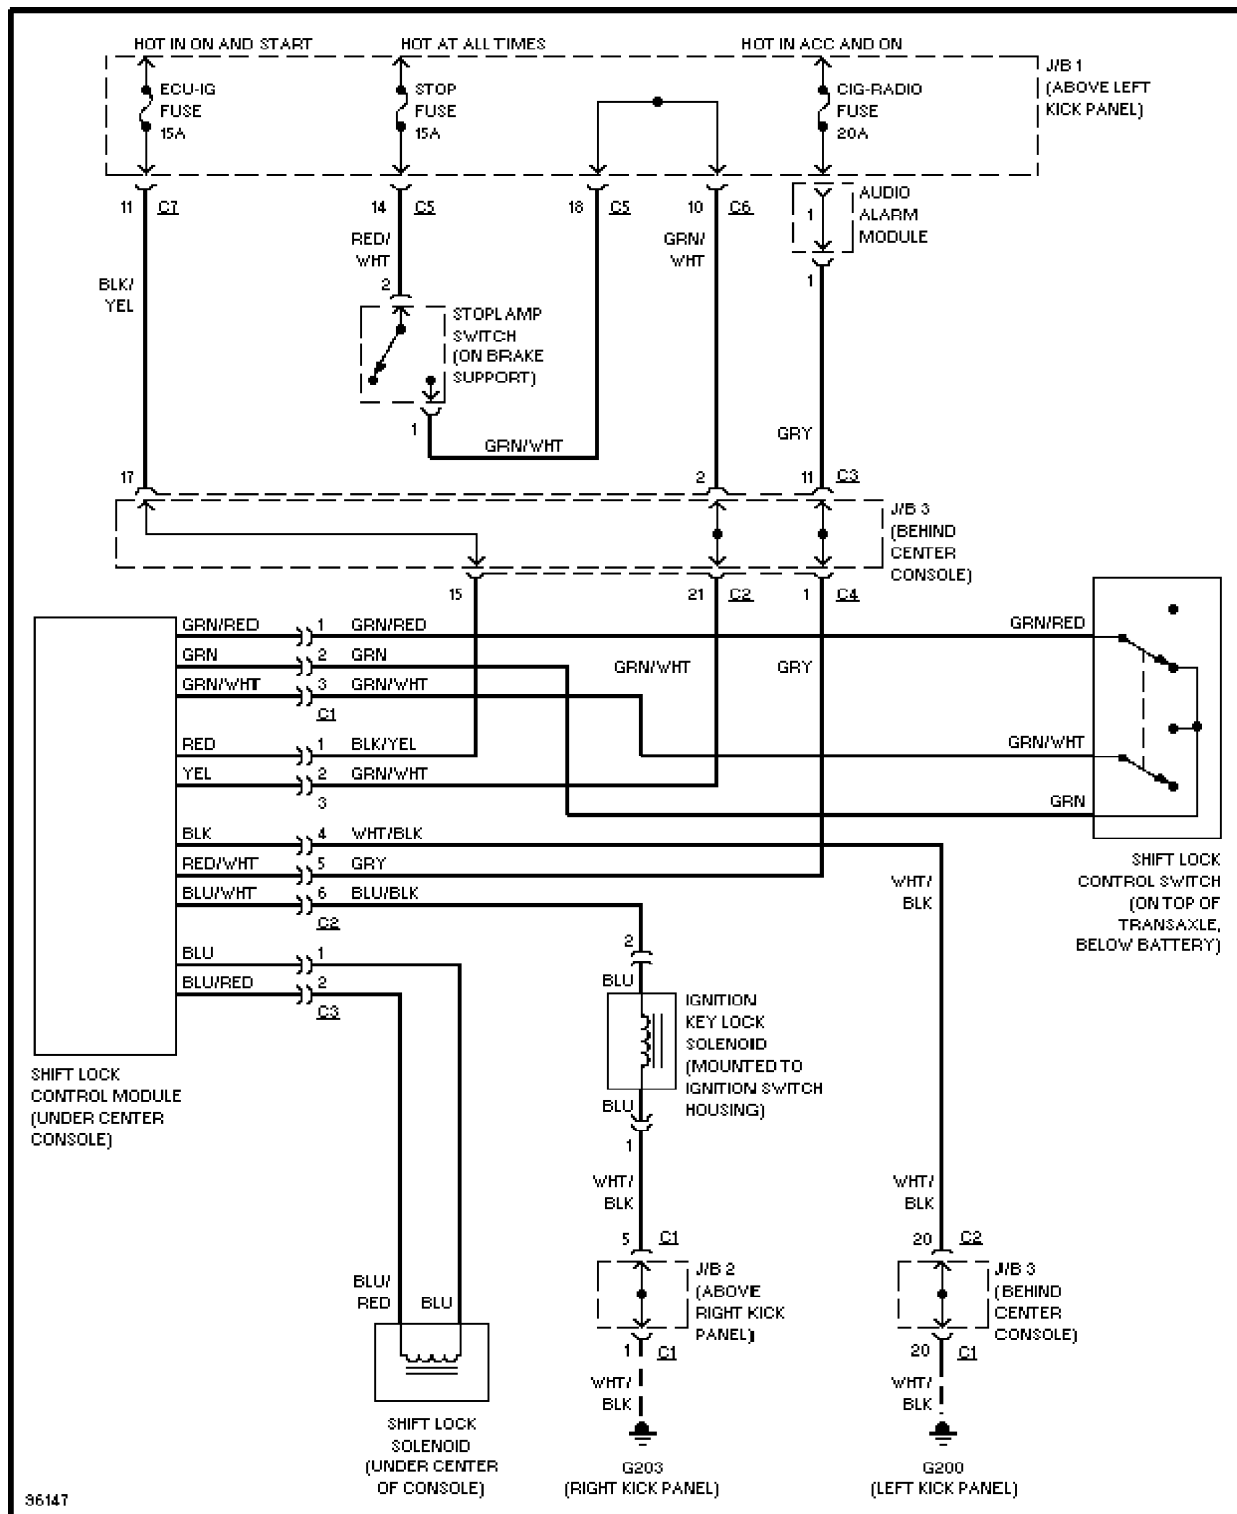 HOT IN ON AND START
HOT AT ALL TIMES
HOT IN ACC AND ON
ECU-IG
FUSE
15A
STOP
FUSE
15A
CIG-RADIO
FUSE
20A
J/B 1
(ABOVE LEFT
KICK PANEL)
11
C7
14
C5
18
C5
10
C6
1
AUDIO
ALARM
MODULE
RED/
WHT
GRN/
WHT
BLK/
YEL
2
1
STOPLAMP
SWITCH
(ON BRAKE
SUPPORT)
1
GRN/WHT
GRY
17
2
11
C3
J/B 3
(BEHIND
CENTER
CONSOLE)
15
21
C2
1
C4
GRN/RED
1
GRN/RED
GRN/RED
GRN
2
GRN
GRN/WHT
GRY
GRN/WHT
3
GRN/WHT
C1
RED
1
BLK/YEL
GRN/WHT
YEL
2
GRN/WHT
3
GRN
BLK
4
WHT/BLK
RED/WHT
5
GRY
BLU/WHT
6
BLU/BLK
C2
WHT/
BLK
SHIFT LOCK
CONTROL SWITCH
(ON TOP OF
TRANSAXLE,
BELOW BATTERY)
BLU
1
BLU/RED
2
C3
2
BLU
IGNITION
KEY LOCK
SOLENOID
(MOUNTED TO
IGNITION SWITCH
HOUSING)
BLU
1
SHIFT LOCK
CONTROL MODULE
(UNDER CENTER
CONSOLE)
WHT/
BLK
WHT/
BLK
5
C1
20
C2
J/B 2
(ABOVE
RIGHT KICK
PANEL)
J/B 3
(BEHIND
CENTER
CONSOLE)
BLU/
RED
BLU
1
C1
20
C1
WHT/
BLK
WHT/
BLK
SHIFT LOCK
SOLENOID
(UNDER CENTER
OF CONSOLE)
G203
(RIGHT KICK PANEL)
G200
(LEFT KICK PANEL)
96147